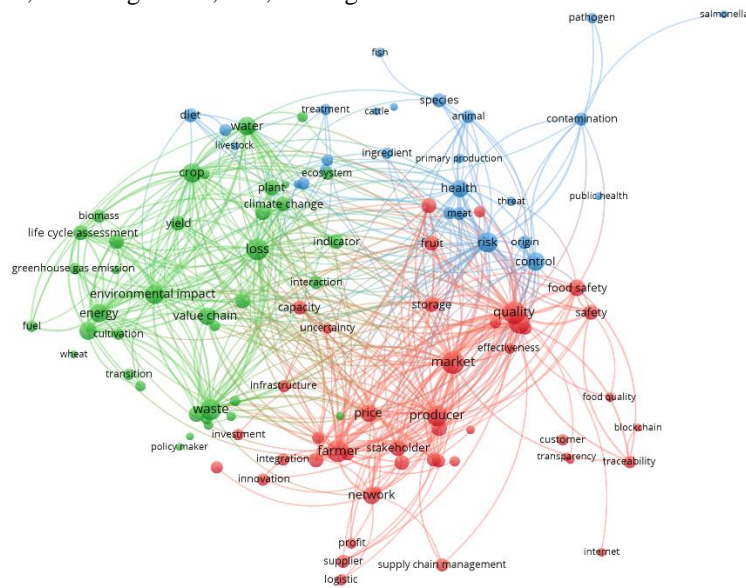 pathogen
salmonella
fish
species
cattle
diet
treatment
animal
contamination
water
livestock
ingredient
primary production
crop
ecosystem
plant
health
public health
threat
climate change
meat
biomass
yield
life cycle assessment
loss
indicator
fruit
risk
origin
control
greenhouse gas emission
interaction
environmental impact
food safety
energy
value chain
capacity
storage
quality
safety
fuel
cultivation
uncertainty
effectiveness
wheat
market
transition
infrastructure
food quality
waste
price
producer
blockchain
policy maker
investment
customer
farmer
stakeholder
transparency
traceability
integration
innovation
network
profit
internet
supplier
supply chain management
logistic